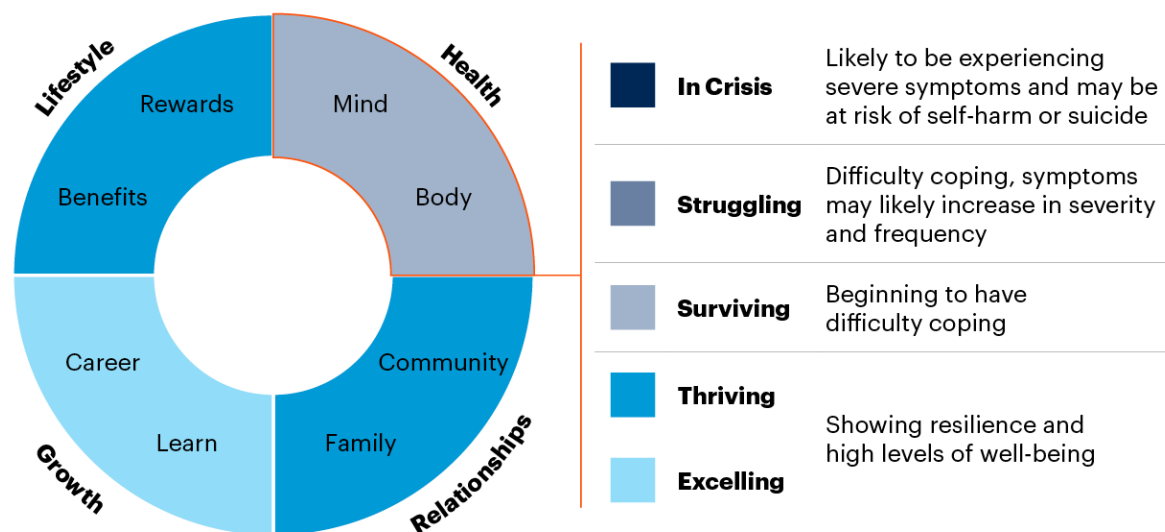 Lifestyle
Health
Rewards
Mind
Benefits
Body
Career
Community
Learn
Family
Growth
Relationships
In Crisis
Likely to be experiencing
severe symptoms and may be
at risk of self-harm or suicide
Struggling
Difficulty coping, symptoms
may likely increase in severity
and frequency
Surviving
Beginning to have
difficulty coping
Thriving
Excelling
Showing resilience and
high levels of well-being